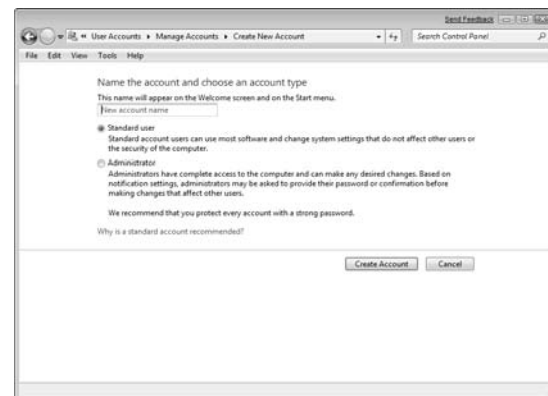 Send Feedback
« User Accounts ▸ Manage Accounts ▸ Create New Account
Search Control Panel
File Edit View Tools Help
Name the account and choose an account type
This name will appear on the Welcome screen and on the Start menu.
New account name
Standard user
Standard account users can use most software and change system settings that do not affect other users or
the security of the computer.
Administrator
Administrators have complete access to the computer and can make any desired changes. Based on
notification settings, administrators may be asked to provide their password or confirmation before
making changes that affect other users.
We recommend that you protect every account with a strong password.
Why is a standard account recommended?
Create Account Cancel